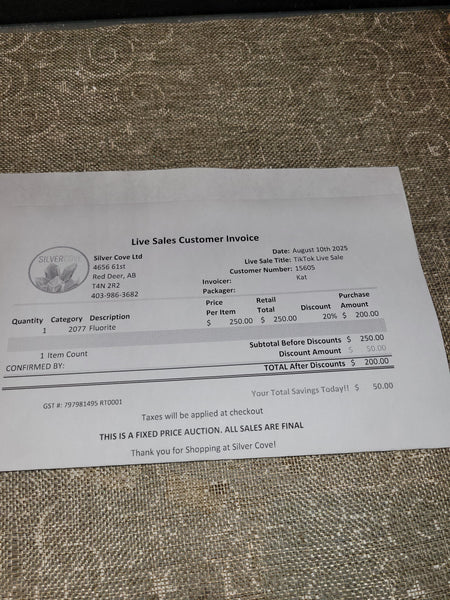 Live Sales Customer Invoice
SILVERCOVE
Silver Cove Ltd
4656 61st
Red Deer, AB
T4N 2R2
403-986-3682
Date: August 10th 2025
Live Sale Title: TikTok Live Sale
Customer Number: 15605
Invoicer: Kat
Packager:
Quantity Category Description Price Per Item Retail Total Discount Purchase Amount
1 2077 Fluorite $ 250.00 $ 250.00 20% $ 200.00
1 Item Count
Subtotal Before Discounts $ 250.00
Discount Amount $ 50.00
CONFIRMED BY:
TOTAL After Discounts $ 200.00
Your Total Savings Today!! $ 50.00
GST #: 797981495 RT0001
Taxes will be applied at checkout
THIS IS A FIXED PRICE AUCTION. ALL SALES ARE FINAL
Thank you for Shopping at Silver Cove!